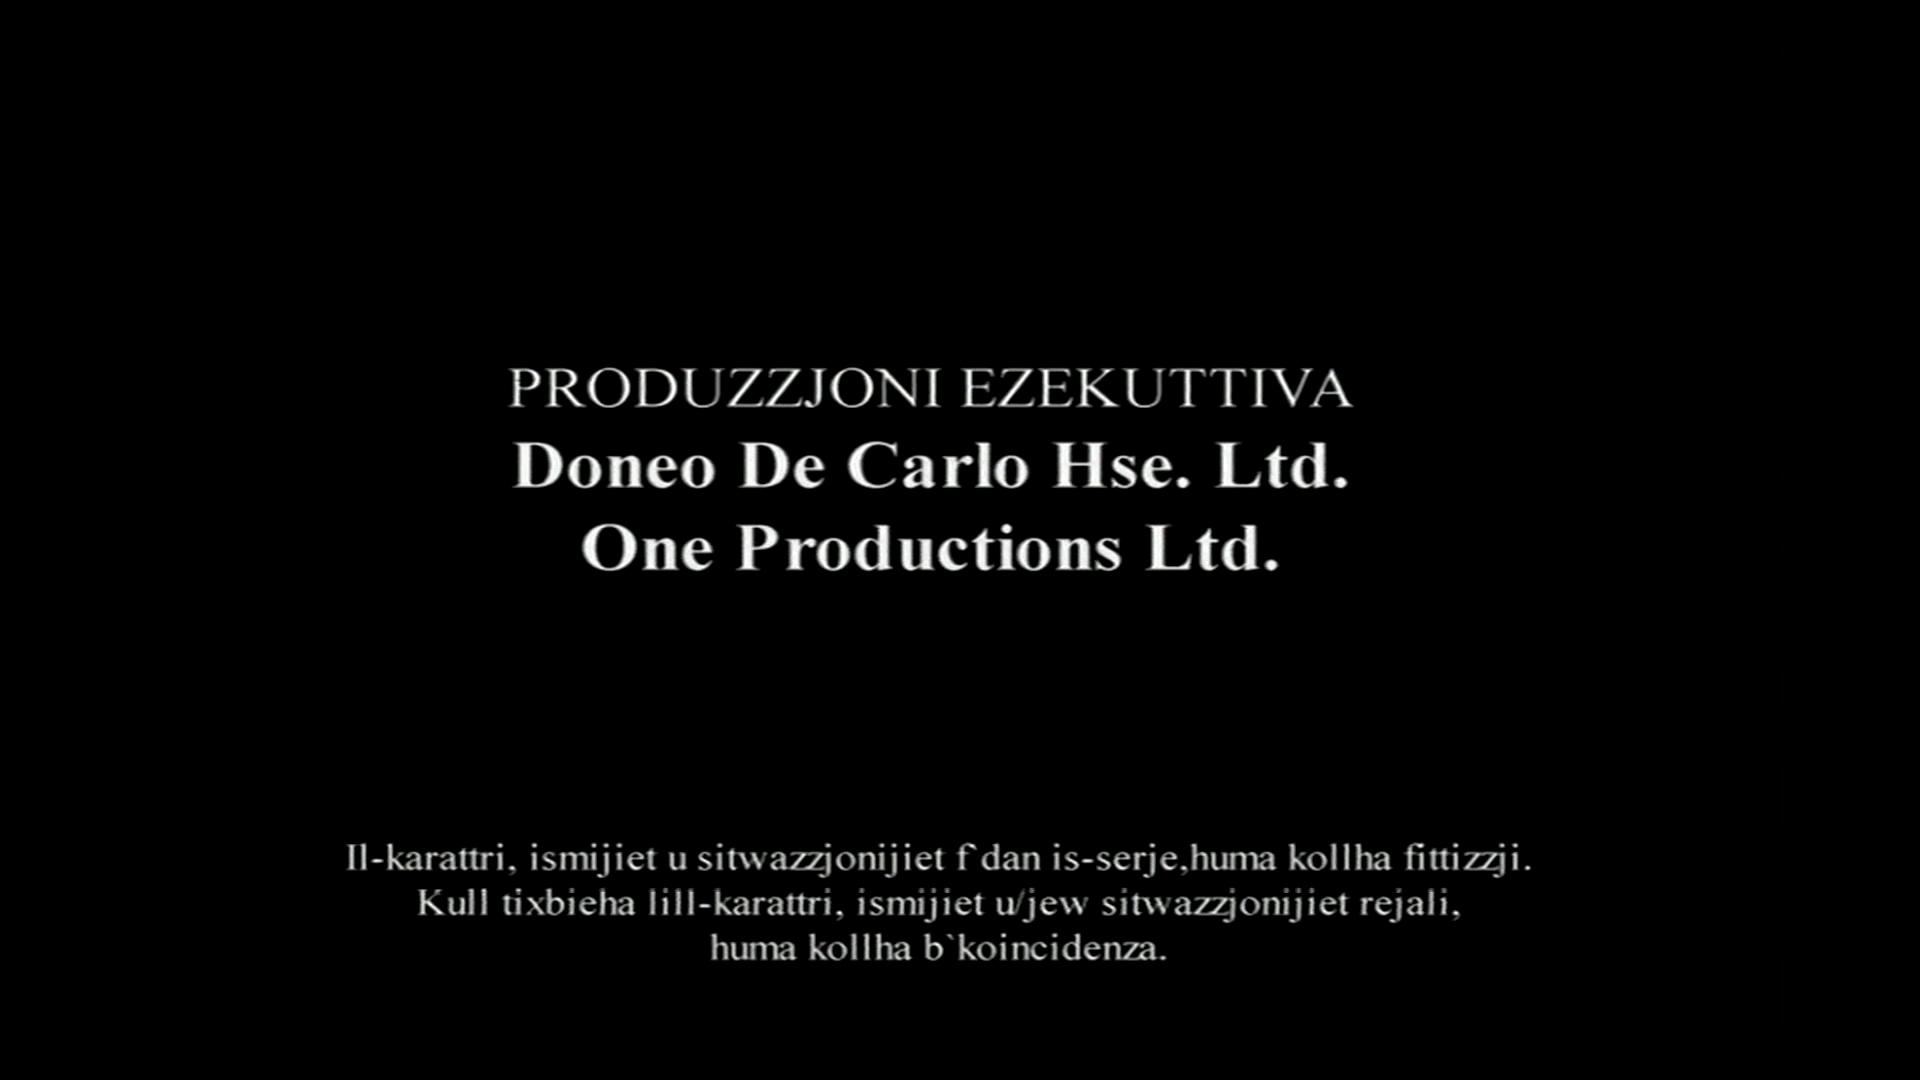 PRODUZZJONI EZEKUTTIVA
Doneo De Carlo Hse. Ltd.
One Productions Ltd.
Il-karattri, ismijiet u sitwazzjonijiet f`dan is-serje,huma kollha fittizzji.
Kull tixbieha lill-karattri, ismijiet u/jew sitwazzjonijiet rejali,
huma kollha b`koincidenza.